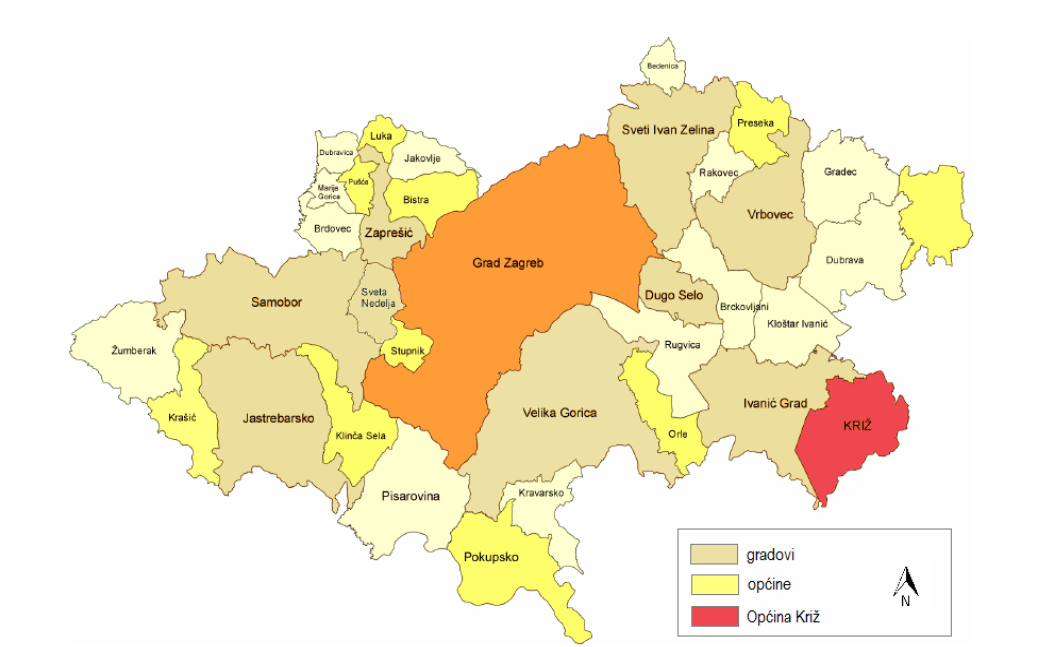 Bedenica
Sveti Ivan Zelina
Preseka
Luka
Dubravica
Jakovlje
Rakovec
Gradec
Pušća
Marija
Gorica
Bistra
Vrbovec
Brdovec
Zaprešić
Grad Zagreb
Dubrava
Sveta
Nedelja
Samobor
Dugo Selo
Brckovljani
Kloštar Ivanić
Rugvica
Žumberak
Stupnik
Ivanić Grad
Velika Gorica
Krašić
Jastrebarsko
Klinča Sela
Orle
KRIŽ
Pisarovina
Kravarsko
Pokupsko
gradovi
općine
Općina Križ
N